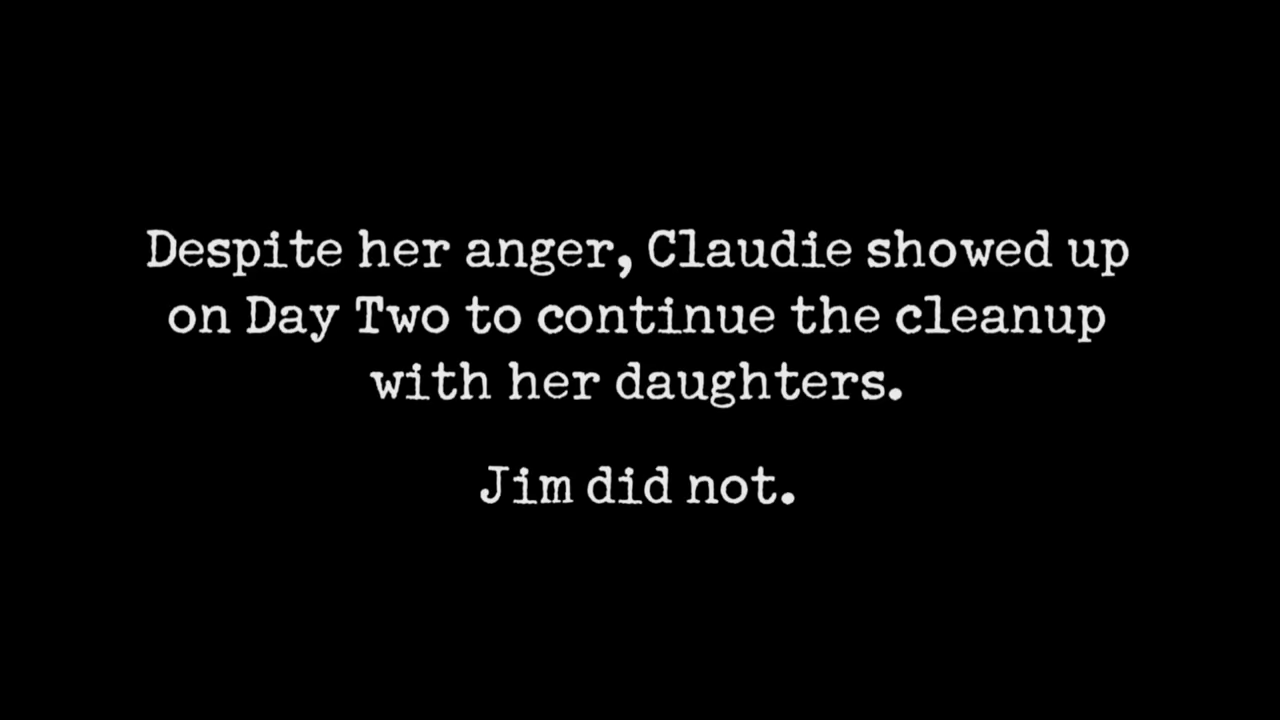 Despite her anger, Claudie showed up
on Day Two to continue the cleanup
with her daughters.
Jim did not.